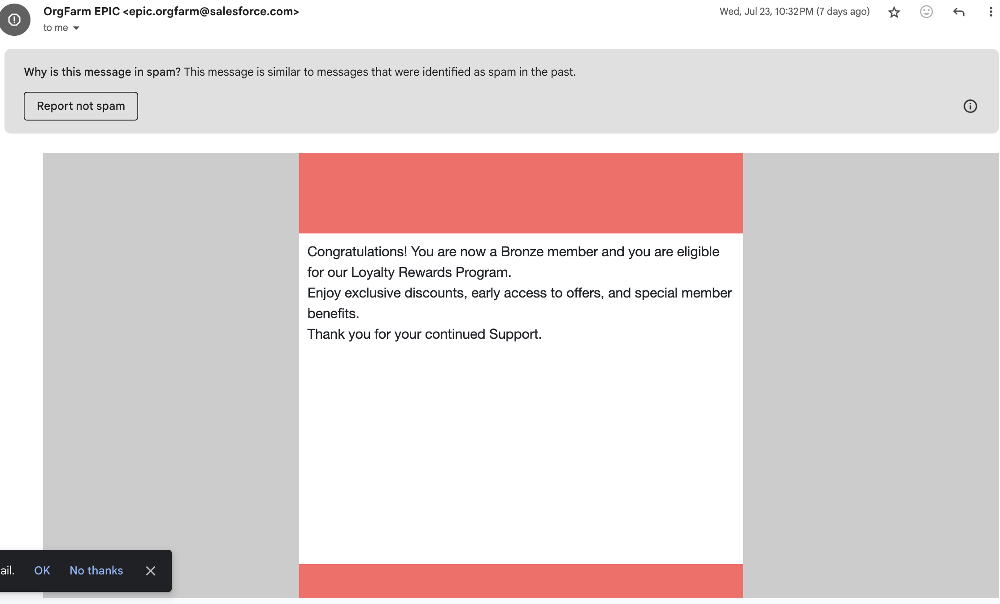 OrgFarm EPIC <epic.orgfarm@salesforce.com>
Wed, Jul 23, 10:32 PM (7 days ago)
to me
Why is this message in spam? This message is similar to messages that were identified as spam in the past.
Report not spam
Congratulations! You are now a Bronze member and you are eligible
for our Loyalty Rewards Program.
Enjoy exclusive discounts, early access to offers, and special member
benefits.
Thank you for your continued Support.
ail. OK No thanks